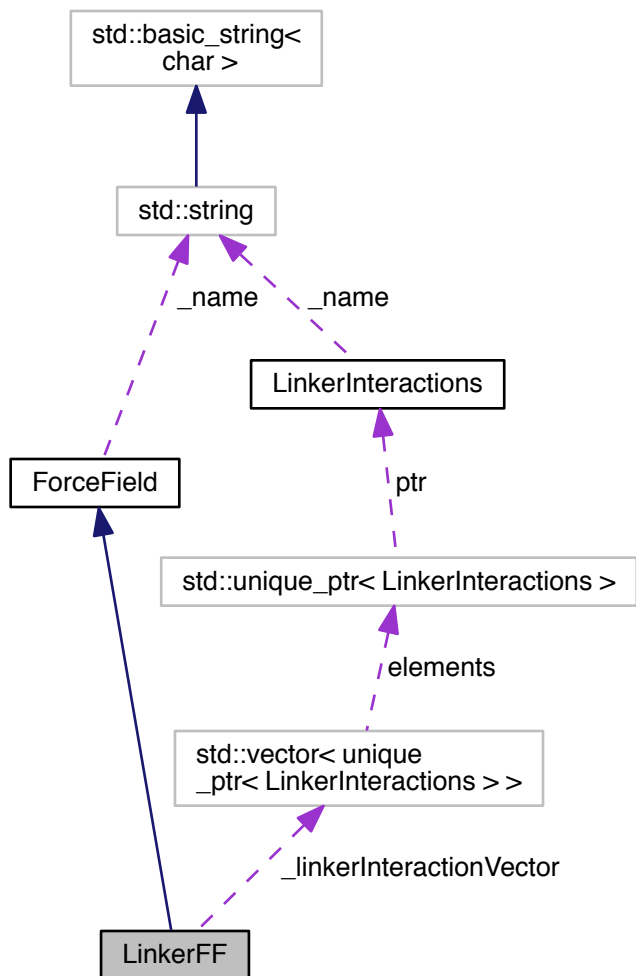 std::basic_string<
char >
std::string
_name
_name
LinkerInteractions
ForceField
ptr
std::unique_ptr< LinkerInteractions >
elements
std::vector< unique
_ptr< LinkerInteractions > >
_linkerInteractionVector
LinkerFF